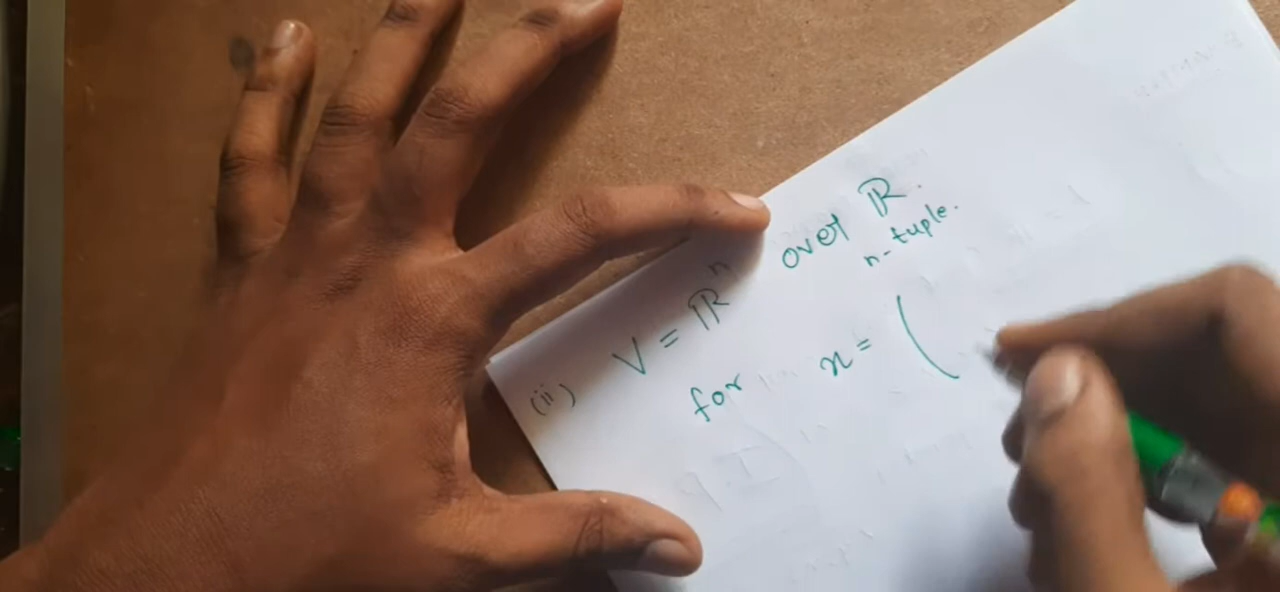 (ii) V = ℝⁿ over ℝ.
n-tuple.
for x = (